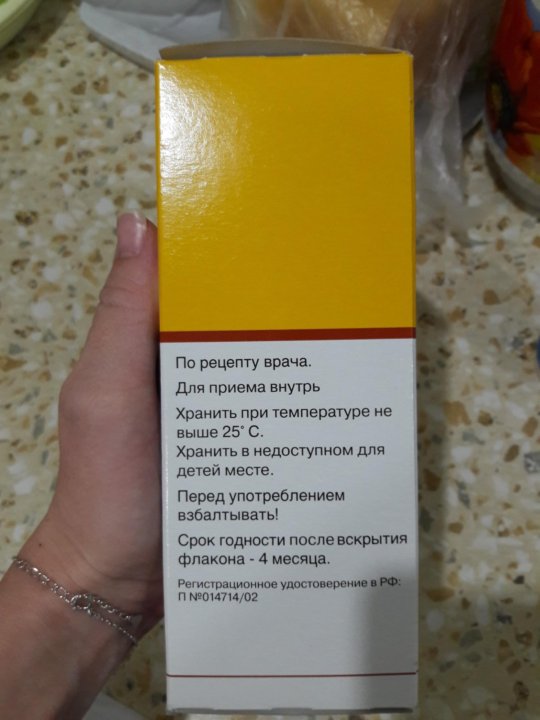 По рецепту врача.
Для приема внутрь
Хранить при температуре не
выше 25° С.
Хранить в недоступном для
детей месте.
Перед употреблением
взбалтывать!
Срок годности после вскрытия
флакона - 4 месяца.
Регистрационное удостоверение в РФ:
П №014714/02